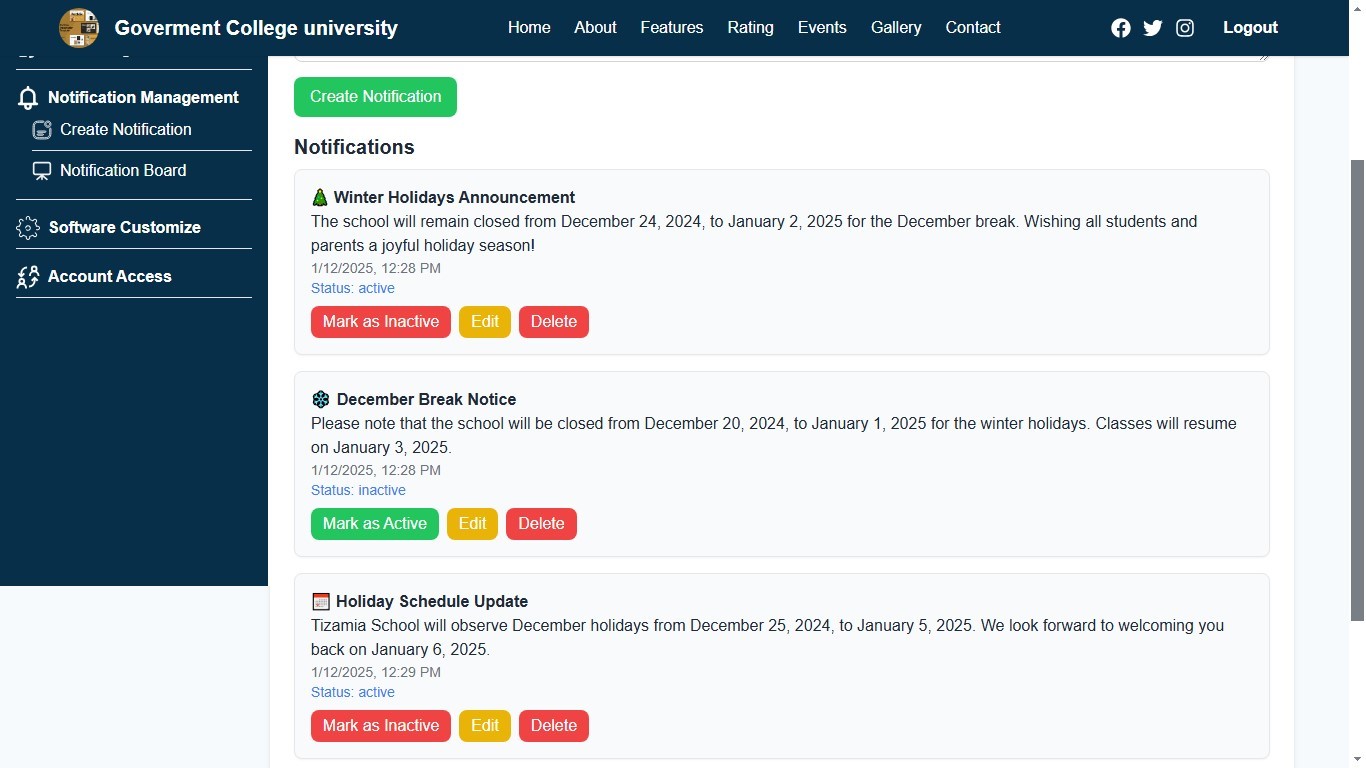 Goverment College university
Home About Features Rating Events Gallery Contact
Logout
Notification Management
Create Notification
Notification Board
Software Customize
Account Access
Create Notification
Notifications
Winter Holidays Announcement
The school will remain closed from December 24, 2024, to January 2, 2025 for the December break. Wishing all students and
parents a joyful holiday season!
1/12/2025, 12:28 PM
Status: active
Mark as Inactive Edit Delete
December Break Notice
Please note that the school will be closed from December 20, 2024, to January 1, 2025 for the winter holidays. Classes will resume
on January 3, 2025.
1/12/2025, 12:28 PM
Status: inactive
Mark as Active Edit Delete
Holiday Schedule Update
Tizamia School will observe December holidays from December 25, 2024, to January 5, 2025. We look forward to welcoming you
back on January 6, 2025.
1/12/2025, 12:29 PM
Status: active
Mark as Inactive Edit Delete